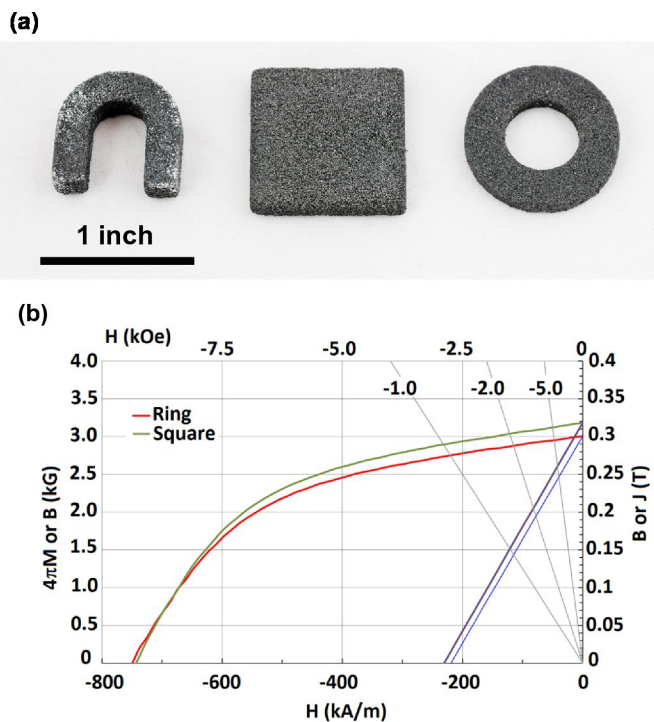 (a)
1 inch
(b)
H (kOe) -7.5 -5.0 -2.5 0
4.0 0.4
-1.0 -2.0 -5.0
3.5 0.35
Ring
Square
3.0 0.3
2.5 0.25
2.0 0.2
1.5 0.15
1.0 0.1
0.5 0.05
0 0
4πM or B (kG)
B or J (T)
-800 -600 -400 -200 0
H (kA/m)